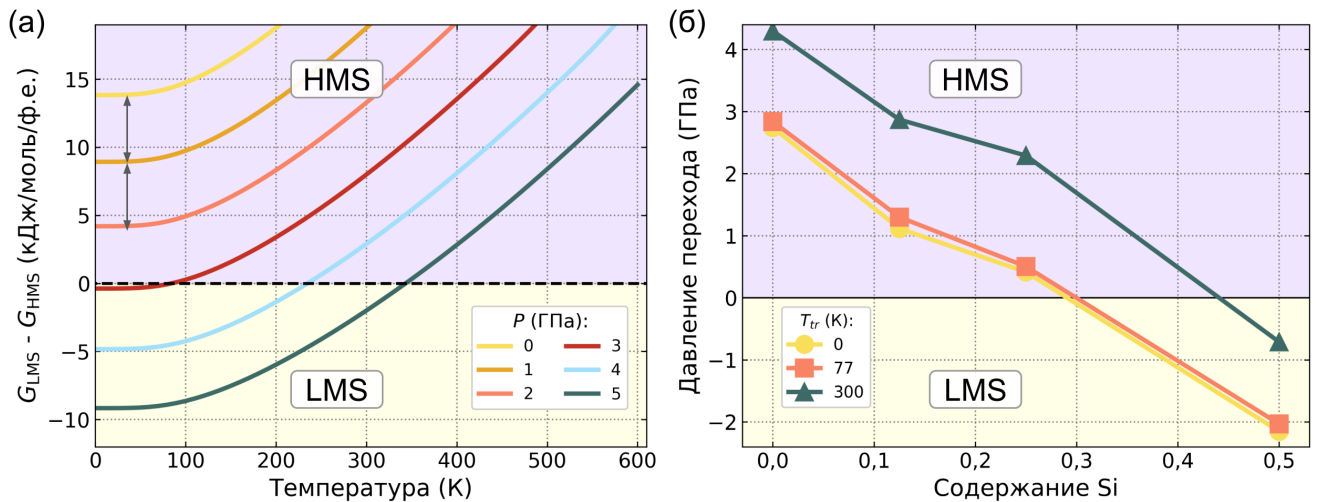 (а)
G_LMS - G_HMS (кДж/моль/ф.е.)
15
10
5
0
−5
−10
HMS
LMS
P (ГПа):
0 3
1 4
2 5
0 100 200 300 400 500 600
Температура (К)
(б)
Давление перехода (ГПа)
4
3
2
1
0
−1
−2
HMS
LMS
T_tr (К):
0
77
300
0,0 0,1 0,2 0,3 0,4 0,5
Содержание Si